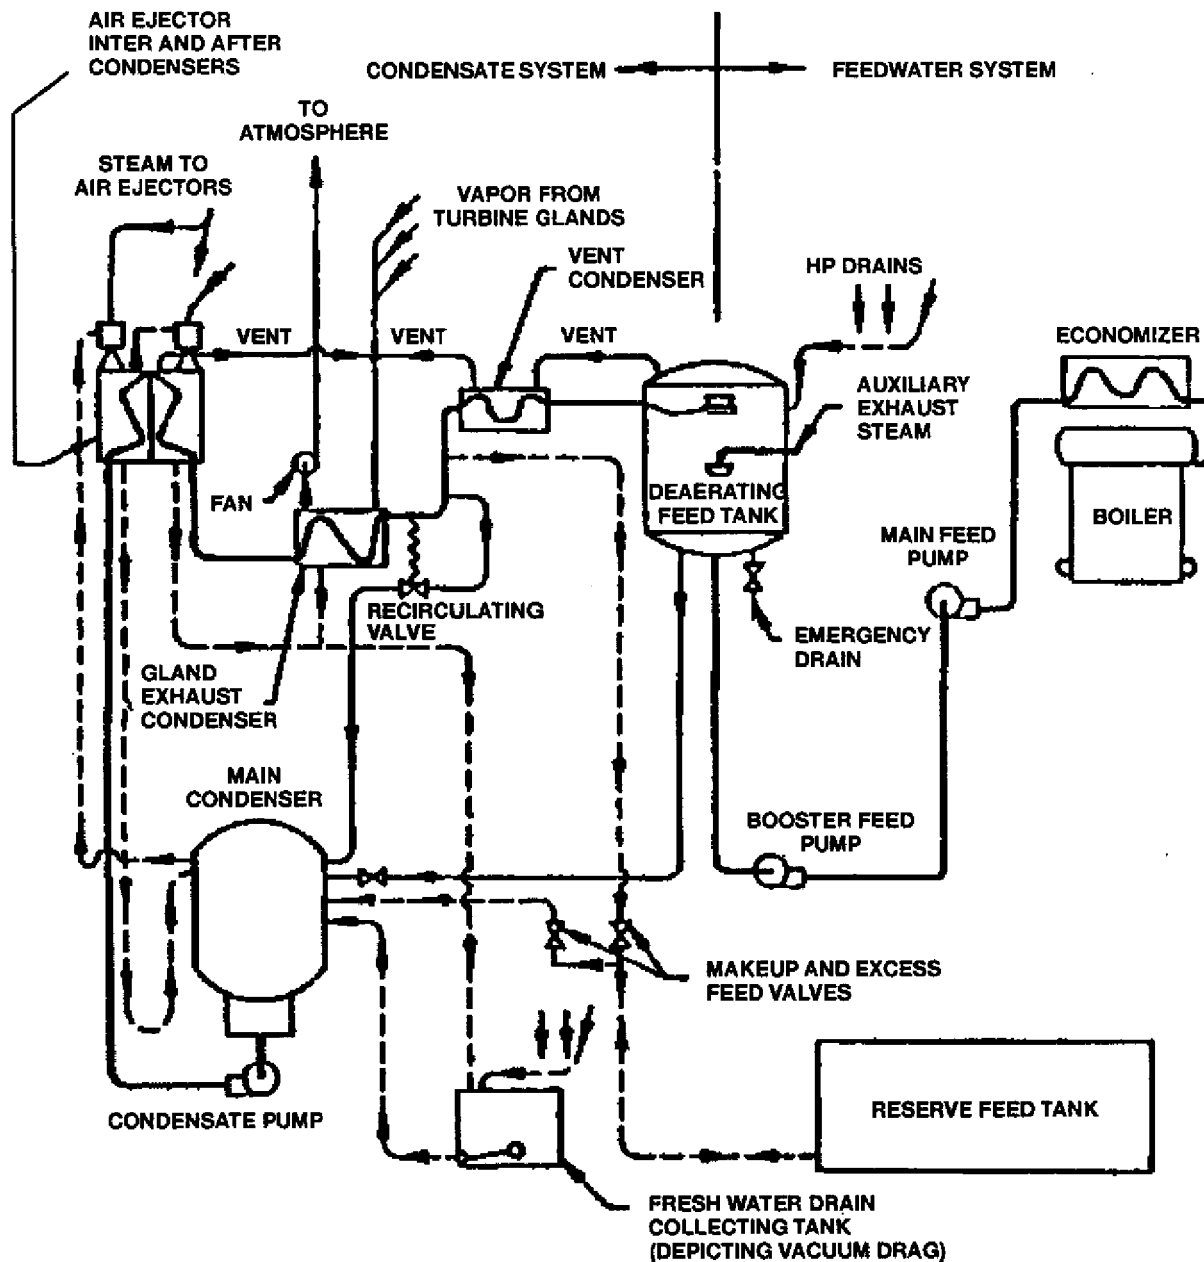 AIR EJECTOR
INTER AND AFTER
CONDENSERS
CONDENSATE SYSTEM
FEEDWATER SYSTEM
TO
ATMOSPHERE
STEAM TO
AIR EJECTORS
VAPOR FROM
TURBINE GLANDS
VENT
CONDENSER
HP DRAINS
VENT
VENT
VENT
ECONOMIZER
AUXILIARY
EXHAUST
STEAM
FAN
DEAERATING
FEED TANK
BOILER
MAIN FEED
PUMP
RECIRCULATING
VALVE
EMERGENCY
DRAIN
GLAND
EXHAUST
CONDENSER
MAIN
CONDENSER
BOOSTER FEED
PUMP
MAKEUP AND EXCESS
FEED VALVES
CONDENSATE PUMP
RESERVE FEED TANK
FRESH WATER DRAIN
COLLECTING TANK
(DEPICTING VACUUM DRAG)